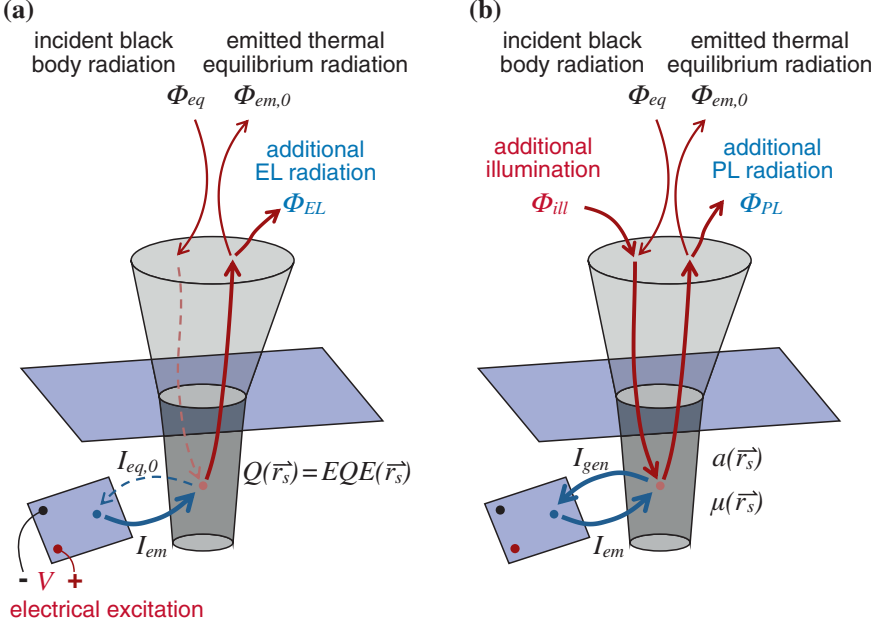 (a)
incident black
body radiation
Φeq
emitted thermal
equilibrium radiation
Φem,0
additional
EL radiation
ΦEL
Ieq,0
Q(r⃗s) = EQE(r⃗s)
Iem
- V +
electrical excitation
(b)
incident black
body radiation
Φeq
emitted thermal
equilibrium radiation
Φem,0
additional
illumination
Φill
additional
PL radiation
ΦPL
Igen
a(r⃗s)
μ(r⃗s)
Iem